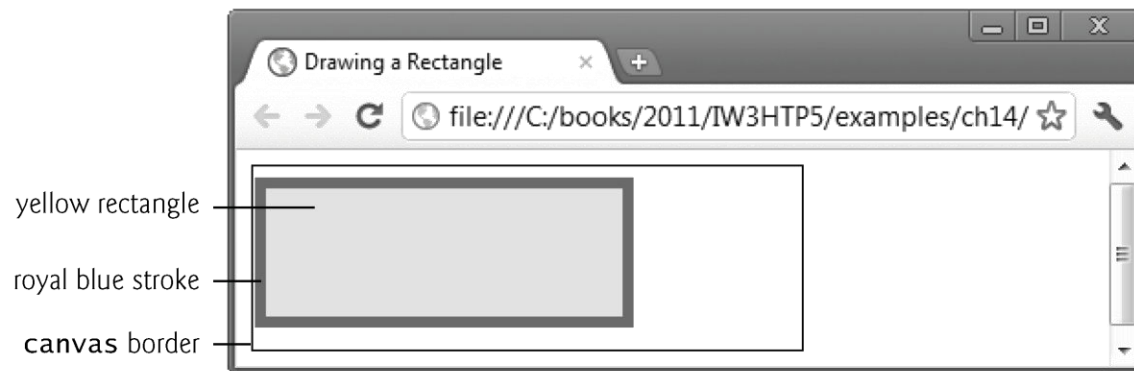 Drawing a Rectangle
file:///C:/books/2011/IW3HTP5/examples/ch14/
yellow rectangle
royal blue stroke
canvas border